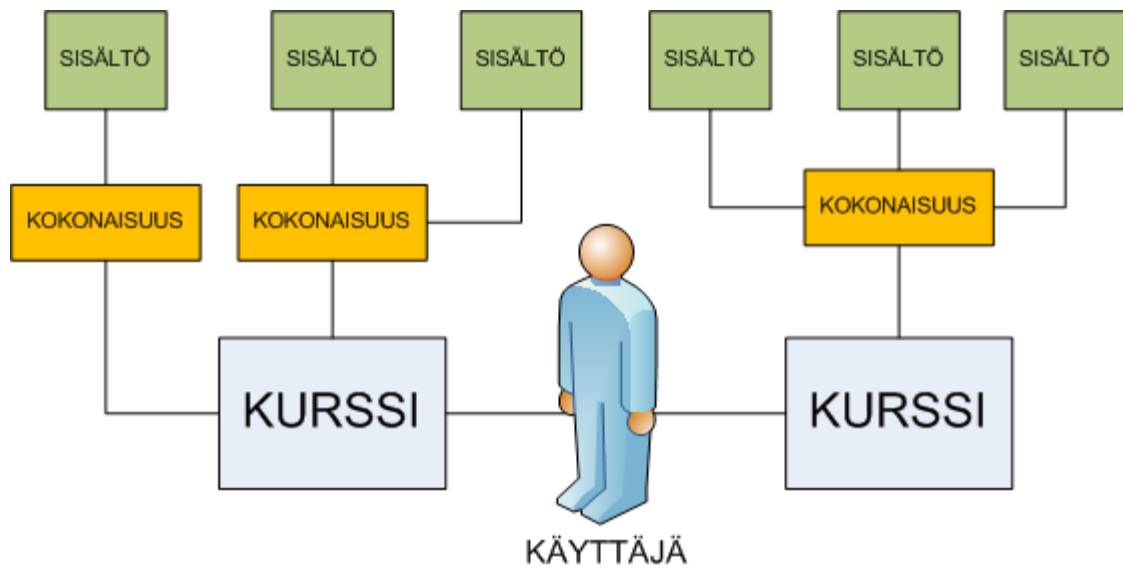 SISÄLTÖ
SISÄLTÖ
SISÄLTÖ
SISÄLTÖ
SISÄLTÖ
SISÄLTÖ
KOKONAISUUS
KOKONAISUUS
KOKONAISUUS
KURSSI
KURSSI
KÄYTTÄJÄ